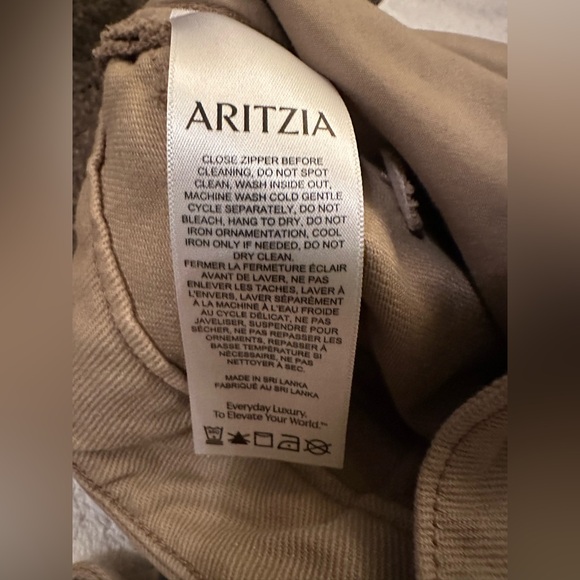 ARITZIA
CLOSE ZIPPER BEFORE
CLEANING, DO NOT SPOT
CLEAN, WASH INSIDE OUT,
MACHINE WASH COLD GENTLE
CYCLE SEPARATELY, DO NOT
BLEACH, HANG TO DRY, DO NOT
IRON ORNAMENTATION, COOL
IRON ONLY IF NEEDED, DO NOT
DRY CLEAN.
FERMER LA FERMETURE ÉCLAIR
AVANT DE LAVER, NE PAS
ENLEVER LES TACHES, LAVER À
L'ENVERS, LAVER SÉPARÉMENT
À LA MACHINE À L'EAU FROIDE
AU CYCLE DÉLICAT, NE PAS
JAVELISER, SUSPENDRE POUR
SÉCHER, NE PAS REPASSER LES
ORNEMENTS, REPASSER À
BASSE TEMPÉRATURE SI
NÉCESSAIRE, NE PAS
NETTOYER À SEC.
MADE IN SRI LANKA
FABRIQUÉ AU SRI LANKA
Everyday Luxury.
To Elevate Your World.™